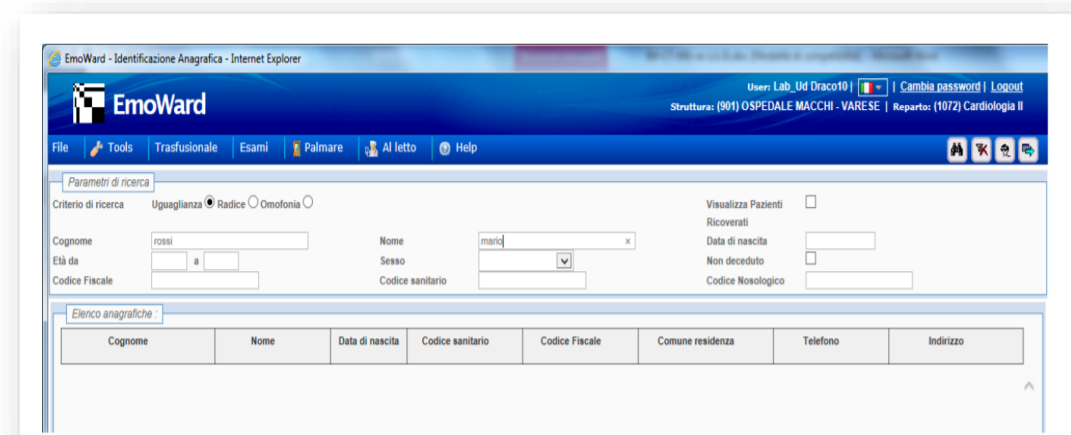 EmoWard - Identificazione Anagrafica - Internet Explorer
EmoWard
User: Lab_Ud Draco10 | | Cambia password | Logout
Struttura: (901) OSPEDALE MACCHI - VARESE | Reparto: (1072) Cardiologia II
File Tools Trasfusionale Esami Palmare Al letto Help
Parametri di ricerca
Criterio di ricerca Uguaglianza Radice Omofonia Visualizza Pazienti
Ricoverati
Cognome rossi Nome mario x Data di nascita
Età da a Sesso Non deceduto
Codice Fiscale Codice sanitario Codice Nosologico
Elenco anagrafiche :
Cognome Nome Data di nascita Codice sanitario Codice Fiscale Comune residenza Telefono Indirizzo